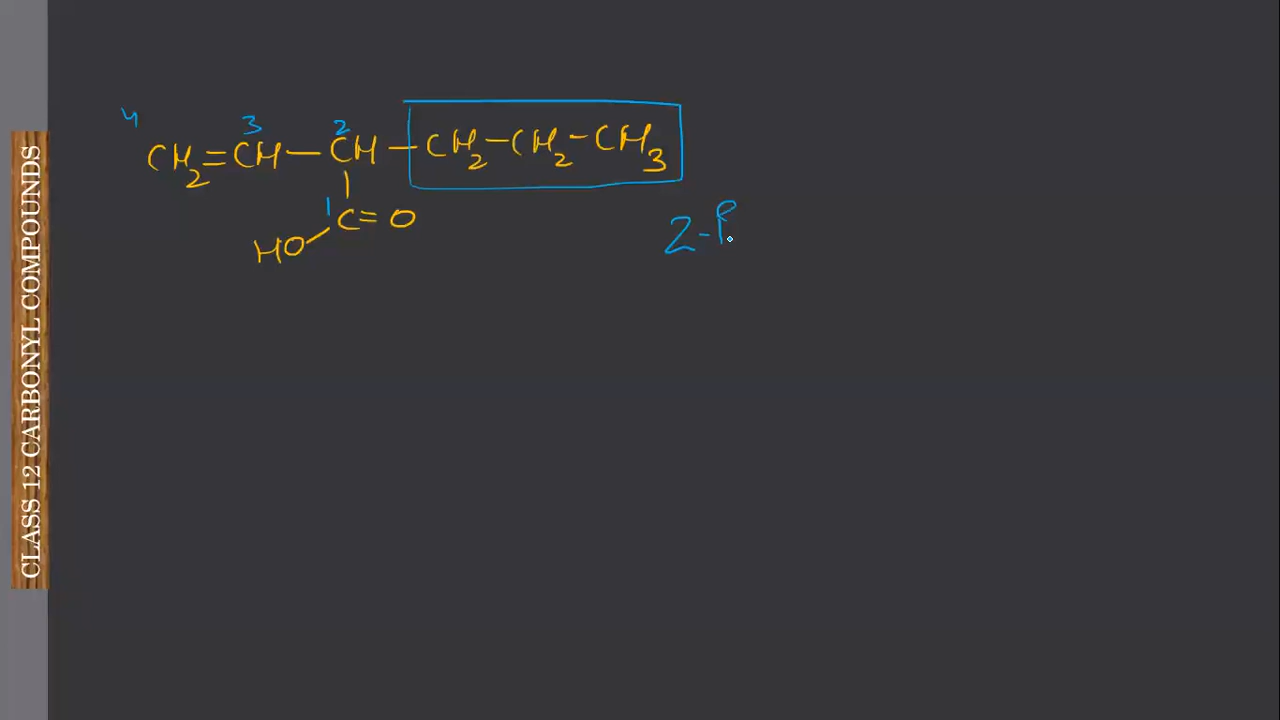 CLASS 12 CARBONYL COMPOUNDS
4 3 2
CH2=CH-CH-CH2-CH2-CH3
1
C=O
HO
2-P